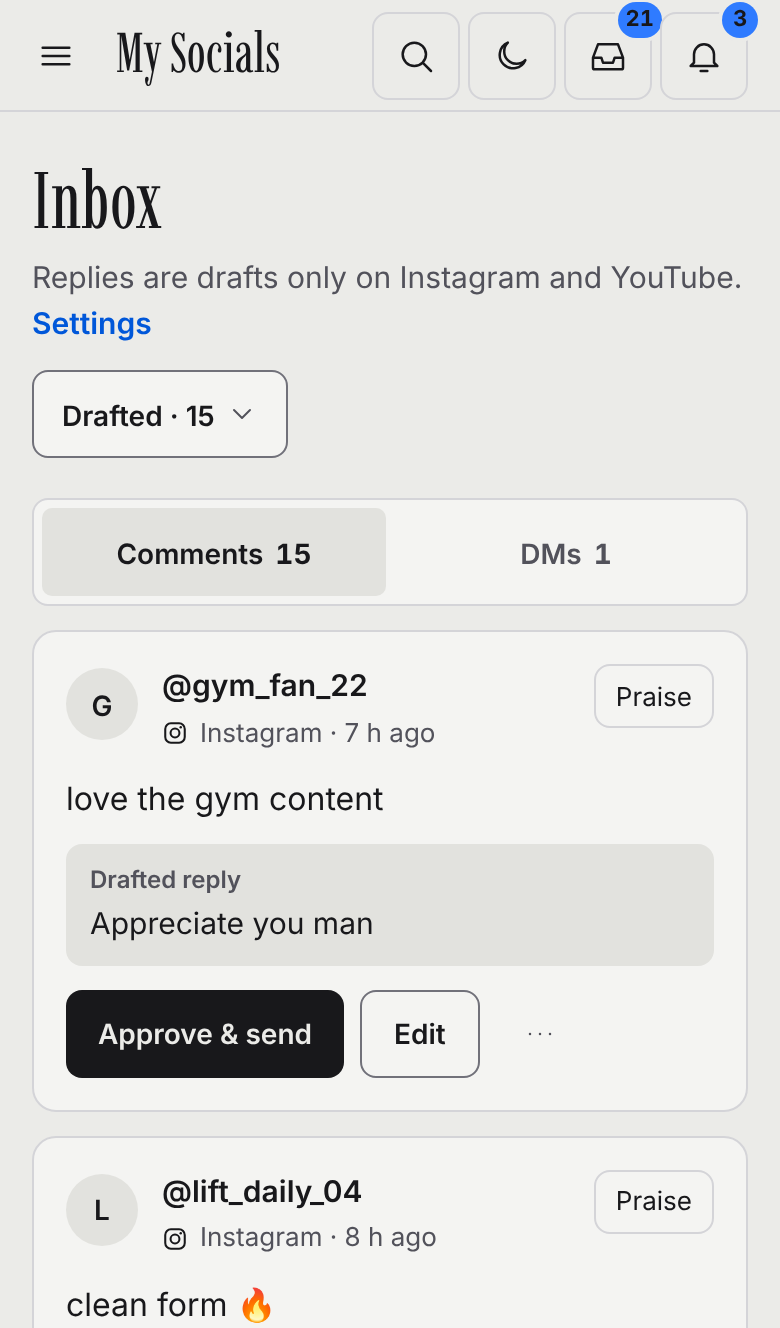 My Socials
21
3
Inbox
Replies are drafts only on Instagram and YouTube.
Settings
Drafted · 15
Comments 15
DMs 1
G
@gym_fan_22
Instagram · 7 h ago
Praise
love the gym content
Drafted reply
Appreciate you man
Approve & send
Edit
···
L
@lift_daily_04
Instagram · 8 h ago
Praise
clean form 🔥